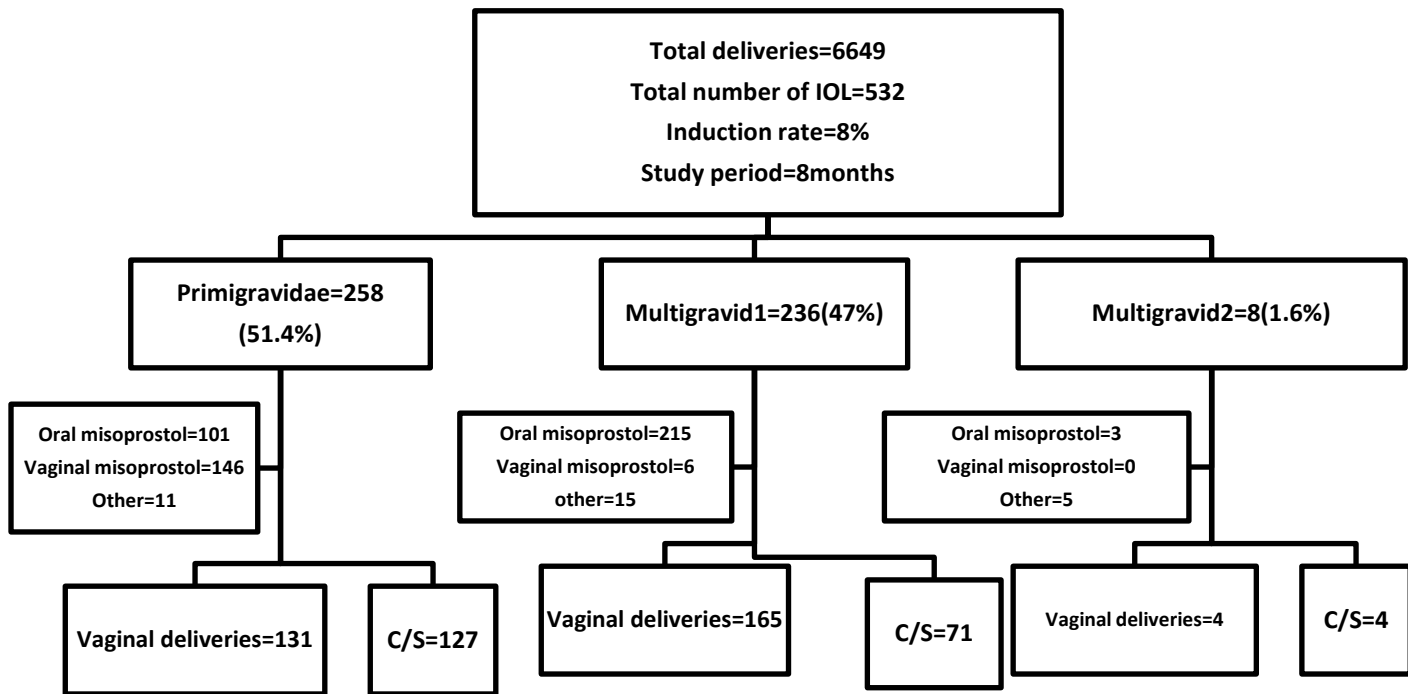 Total deliveries=6649
Total number of IOL=532
Induction rate=8%
Study period=8months
Primigravidae=258
(51.4%)
Multigravid1=236(47%)
Multigravid2=8(1.6%)
Oral misoprostol=101
Vaginal misoprostol=146
Other=11
Oral misoprostol=215
Vaginal misoprostol=6
other=15
Oral misoprostol=3
Vaginal misoprostol=0
Other=5
Vaginal deliveries=131
C/S=127
Vaginal deliveries=165
C/S=71
Vaginal deliveries=4
C/S=4